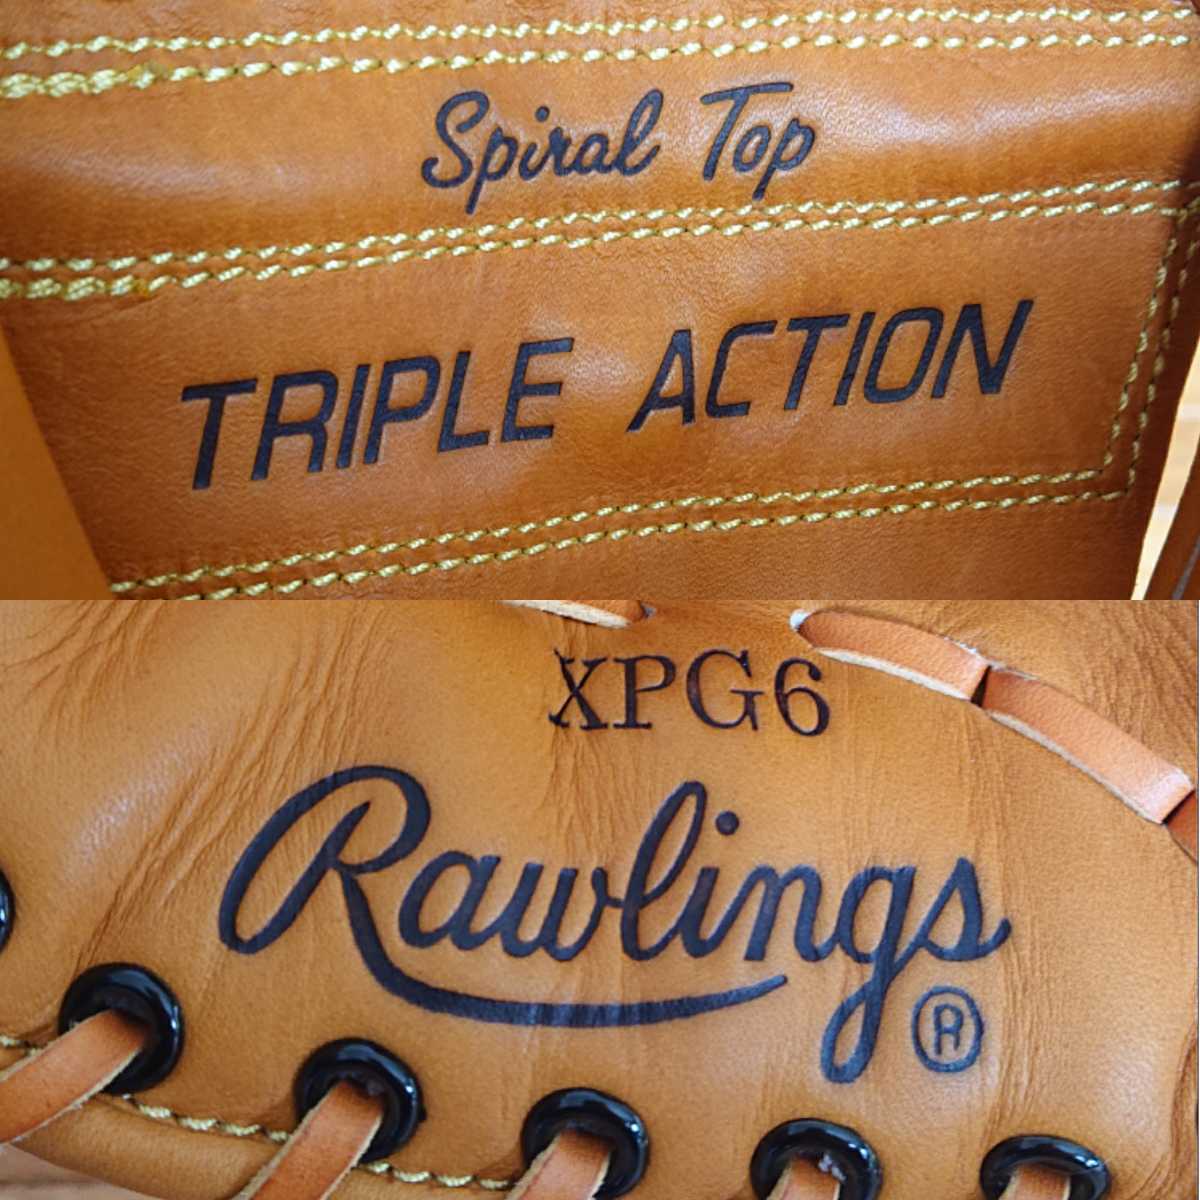 Spiral Top
TRIPLE ACTION
XPG6
Rawlings
®